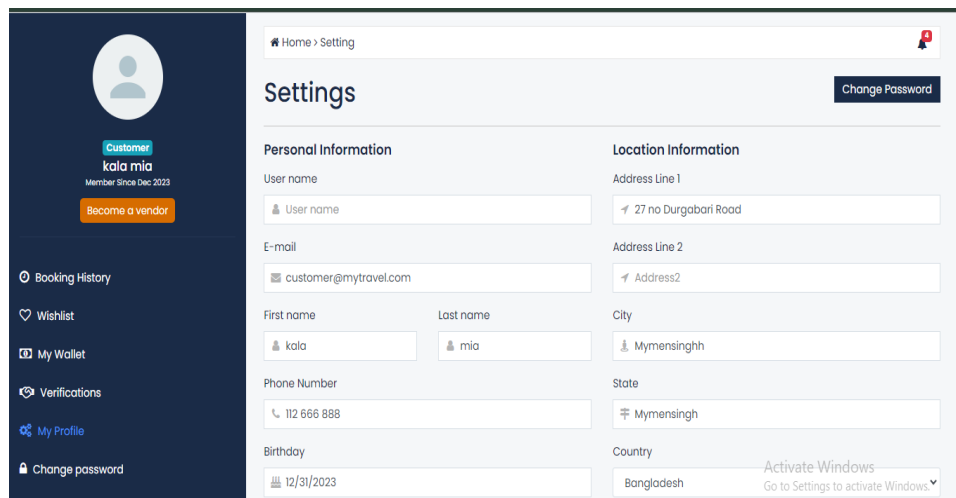 Customer
kala mia
Member Since Dec 2023
Become a vendor
Booking History
Wishlist
My Wallet
Verifications
My Profile
Change password
Home > Setting
4
Settings
Change Password
Personal Information
User name
User name
E-mail
customer@mytravel.com
First name Last name
kala mia
Phone Number
112 666 888
Birthday
12/31/2023
Location Information
Address Line 1
27 no Durgabari Road
Address Line 2
Address2
City
Mymensinghh
State
Mymensingh
Country
Bangladesh
Activate Windows
Go to Settings to activate Windows.